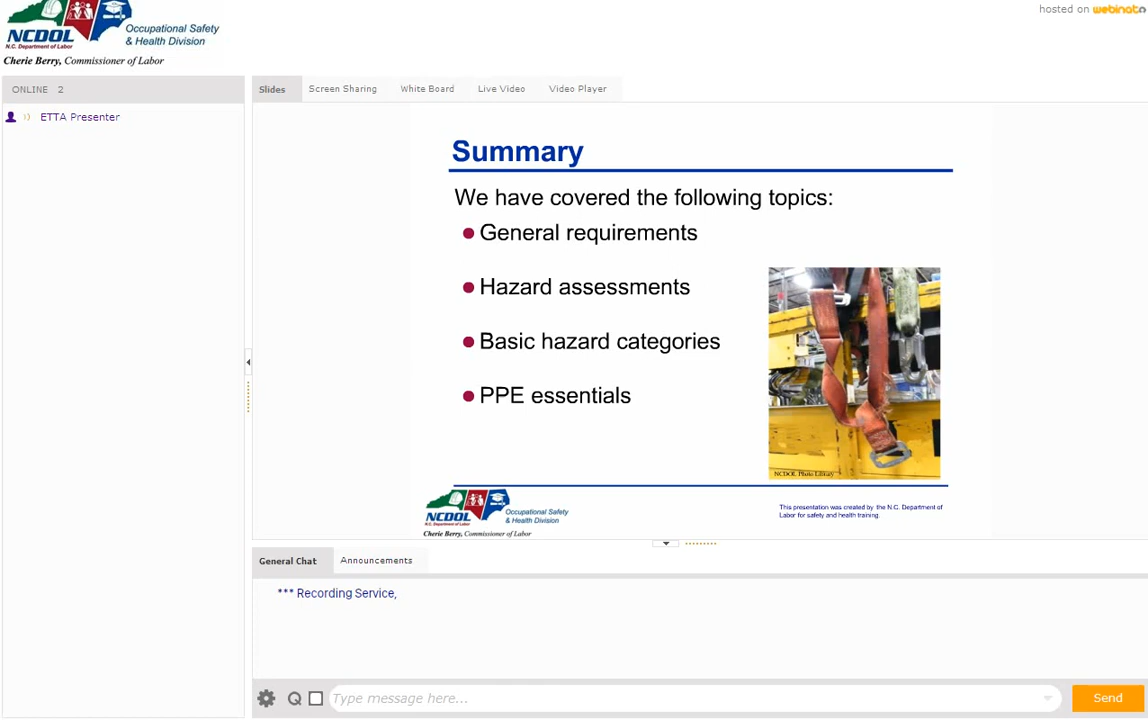 NCDOL
N.C. Department of Labor
Occupational Safety
& Health Division
Cherie Berry, Commissioner of Labor
hosted on webinato
ONLINE 2
ETTA Presenter
Slides Screen Sharing White Board Live Video Video Player
Summary
We have covered the following topics:
General requirements
Hazard assessments
Basic hazard categories
PPE essentials
NCDOL Photo Library
NCDOL
N.C. Department of Labor
Occupational Safety
& Health Division
Cherie Berry, Commissioner of Labor
This presentation was created by the N.C. Department of
Labor for safety and health training.
General Chat Announcements
*** Recording Service,
Q Type message here... Send